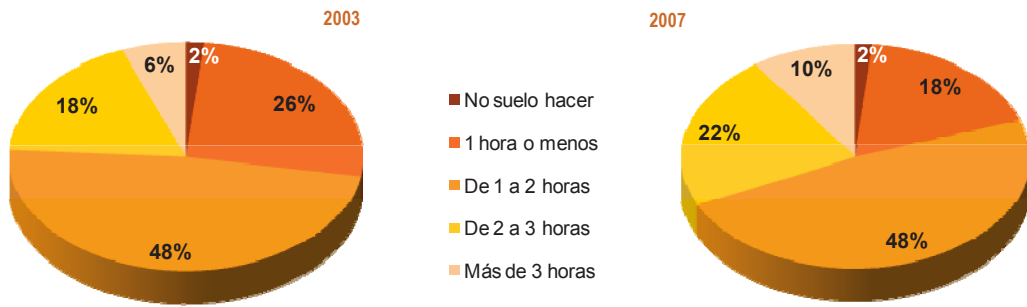 2003
2007
6%
2%
18%
26%
48%
No suelo hacer
1 hora o menos
De 1 a 2 horas
De 2 a 3 horas
Más de 3 horas
10%
2%
18%
22%
48%